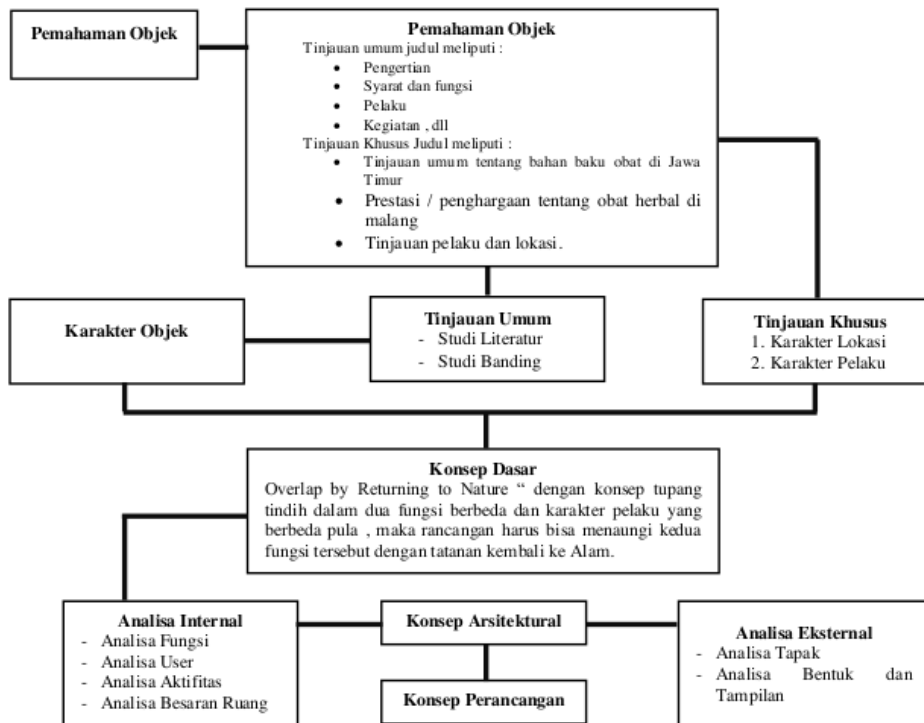 Pemahaman Objek
Pemahaman Objek
Tinjauan umum judul meliputi :
• Pengertian
• Syarat dan fungsi
• Pelaku
• Kegiatan , dll
Tinjauan Khusus Judul meliputi :
• Tinjauan umum tentang bahan baku obat di Jawa
Timur
• Prestasi / penghargaan tentang obat herbal di
malang
• Tinjauan pelaku dan lokasi.
Karakter Objek
Tinjauan Umum
- Studi Literatur
- Studi Banding
Tinjauan Khusus
1. Karakter Lokasi
2. Karakter Pelaku
Konsep Dasar
Overlap by Returning to Nature “ dengan konsep tupang
tindih dalam dua fungsi berbeda dan karakter pelaku yang
berbeda pula , maka rancangan harus bisa menaungi kedua
fungsi tersebut dengan tatanan kembali ke Alam.
Analisa Internal
- Analisa Fungsi
- Analisa User
- Analisa Aktifitas
- Analisa Besaran Ruang
Konsep Arsitektural
Konsep Perancangan
Analisa Eksternal
- Analisa Tapak
- Analisa Bentuk dan
Tampilan